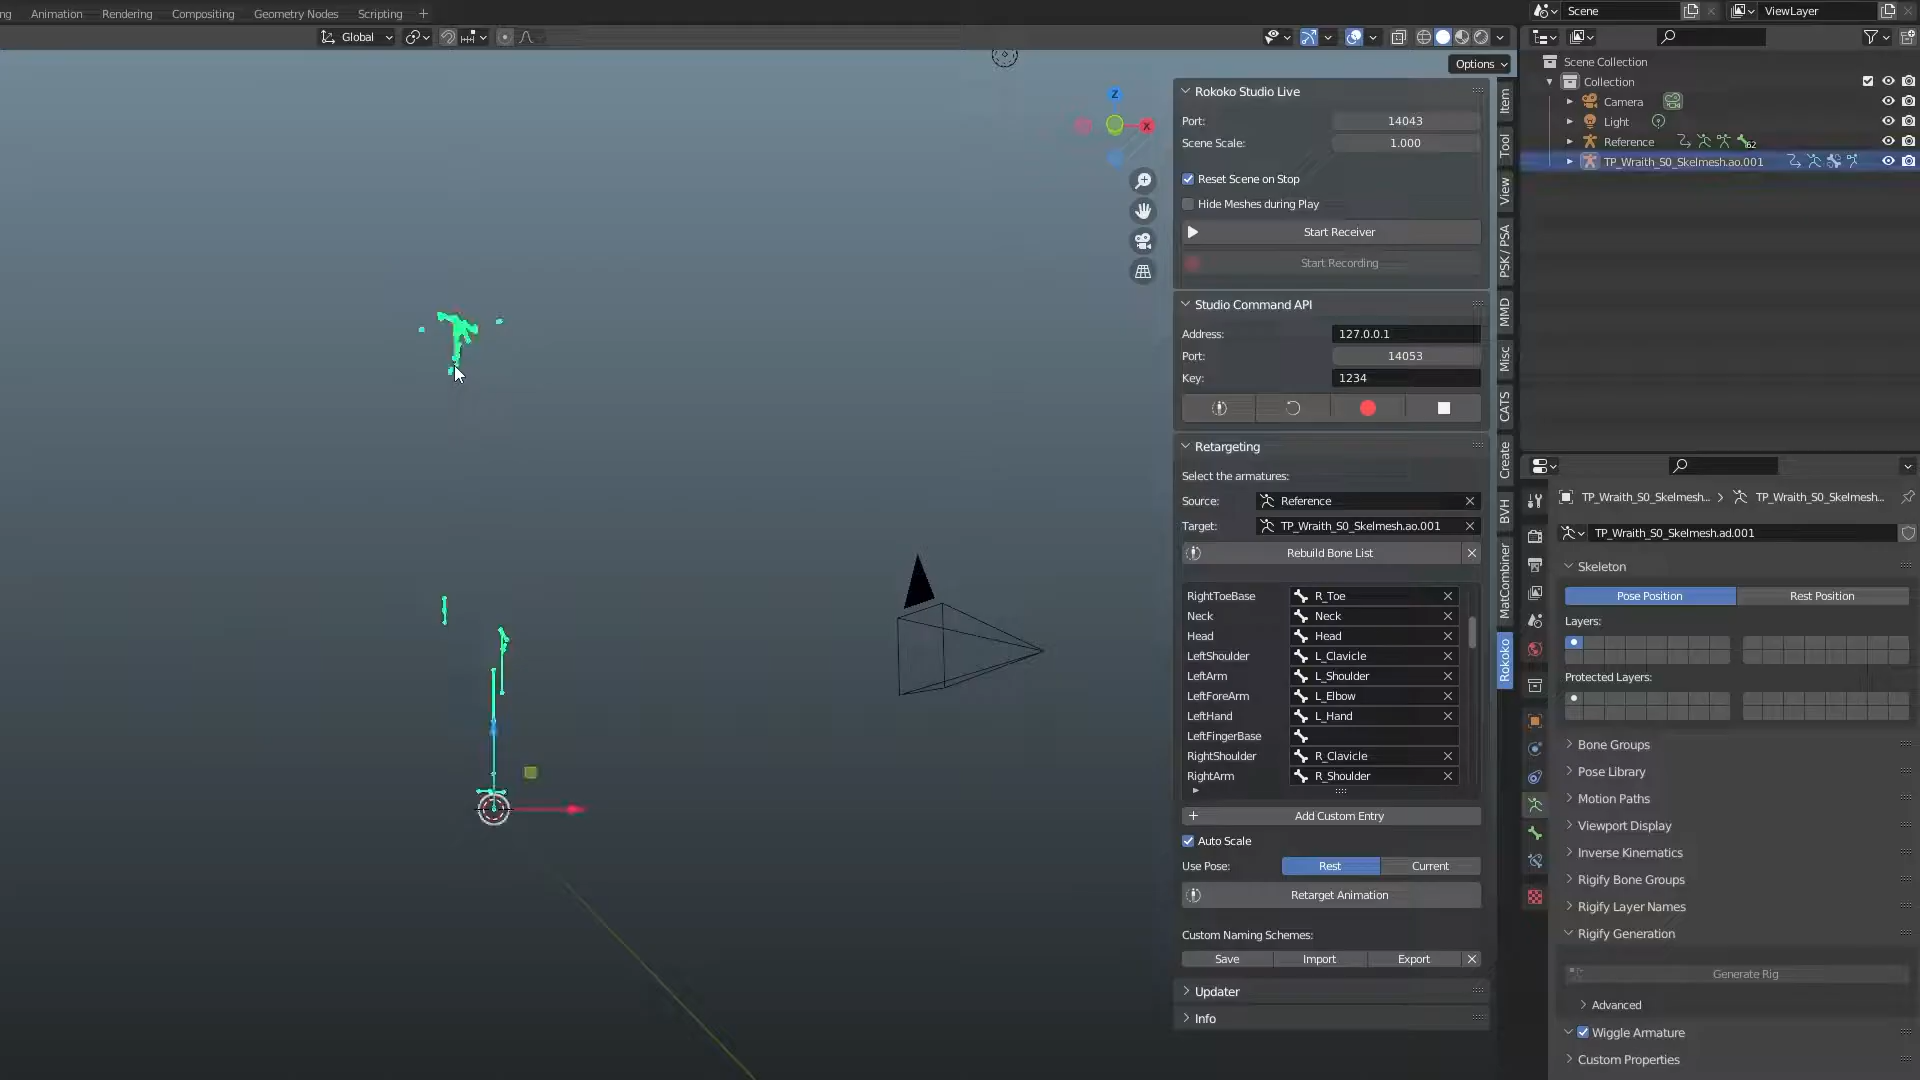 ng Animation Rendering Compositing Geometry Nodes Scripting +
Scene
ViewLayer
Global
Options
Z
X
Rokoko Studio Live
Port: 14043
Scene Scale: 1.000
Reset Scene on Stop
Hide Meshes during Play
Start Receiver
Start Recording
Studio Command API
Address: 127.0.0.1
Port: 14053
Key: 1234
Retargeting
Select the armatures:
Source: Reference
Target: TP_Wraith_S0_Skelmesh.ao.001
Rebuild Bone List
RightToeBase R_Toe
Neck Neck
Head Head
LeftShoulder L_Clavicle
LeftArm L_Shoulder
LeftForeArm L_Elbow
LeftHand L_Hand
LeftFingerBase
RightShoulder R_Clavicle
RightArm R_Shoulder
Add Custom Entry
Auto Scale
Use Pose: Rest Current
Retarget Animation
Custom Naming Schemes:
Save Import Export
Updater
Info
Item
Tool
View
PSK / PSA
MMD
Misc
CATS
Create
BVH
MatCombiner
Rokoko
Scene Collection
Collection
Camera
Light
Reference 62
TP_Wraith_S0_Skelmesh.ao.001
TP_Wraith_S0_Skelmesh... TP_Wraith_S0_Skelmesh...
TP_Wraith_S0_Skelmesh.ad.001
Skeleton
Pose Position Rest Position
Layers:
Protected Layers:
Bone Groups
Pose Library
Motion Paths
Viewport Display
Inverse Kinematics
Rigify Bone Groups
Rigify Layer Names
Rigify Generation
Generate Rig
Advanced
Wiggle Armature
Custom Properties